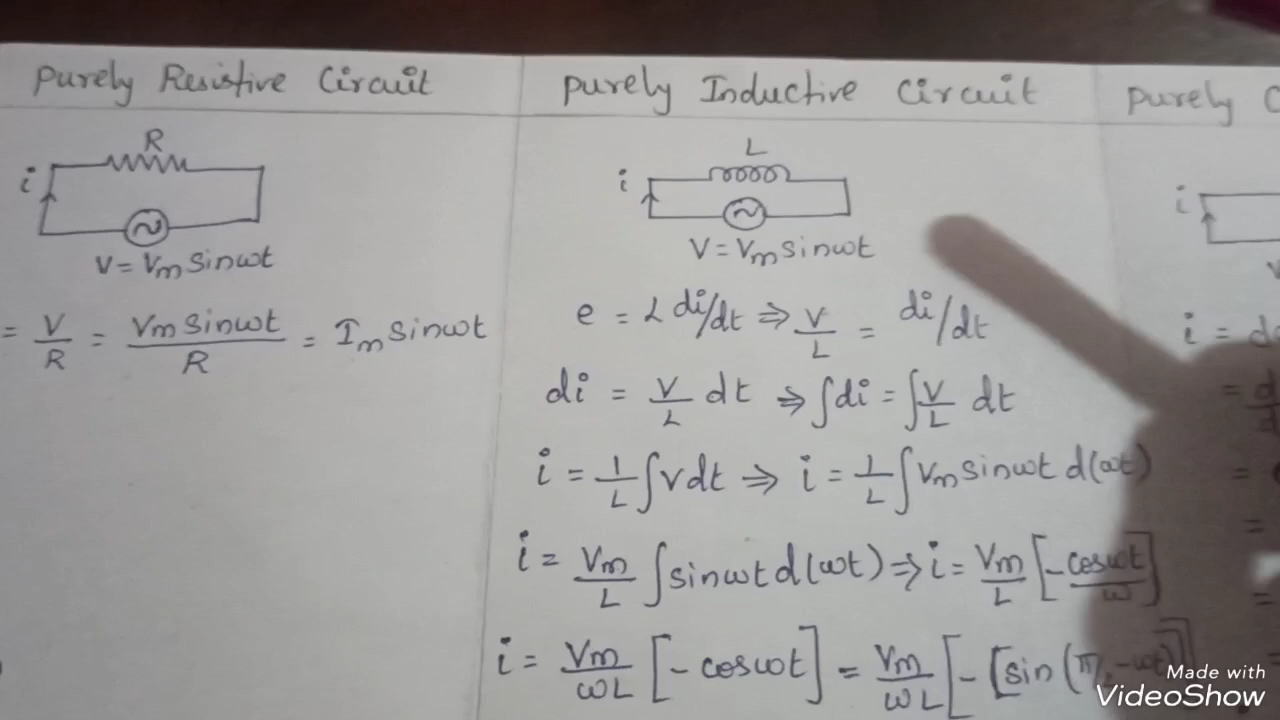 Purely Resistive Circuit
R
i
V = Vm sinωt
= V/R = Vm sinωt/R = Im sinωt
Purely Inductive Circuit
L
i
V = Vm sinωt
e = L di/dt ⇒ V/L = di/dt
di = V/L dt ⇒ ∫di = ∫V/L dt
i = 1/L ∫v dt ⇒ i = 1/L ∫Vm sinωt d(ωt)
i = Vm/L ∫sinωt d(ωt) ⇒ i = Vm/L [-cosωt/ω]
i = Vm/ωL [-cosωt] = Vm/ωL [-[sin(π/2-ωt)]]
Purely C
i
i = d
Made with
VideoShow